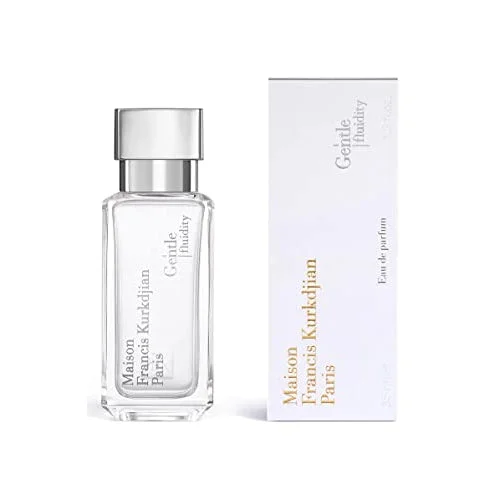 Maison
Francis Kurkdjian
Paris
Gentle
fluidity
Maison
Francis Kurkdjian
Paris
Gentle
fluidity
Eau de parfum